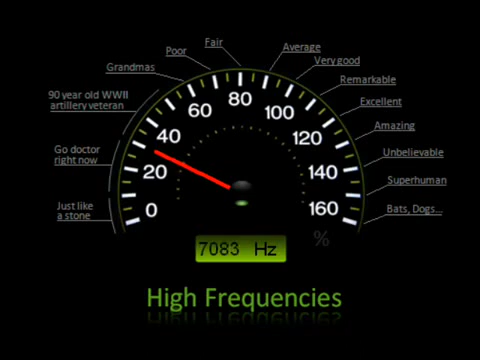 Fair
Poor
Average
Grandmas
Very good
Remarkable
90 year old WWII
artillery veteran
Excellent
Amazing
Go doctor
right now
Unbelievable
Superhuman
Just like
a stone
Bats, Dogs...
0
20
40
60
80
100
120
140
160
%
7083 Hz
High Frequencies